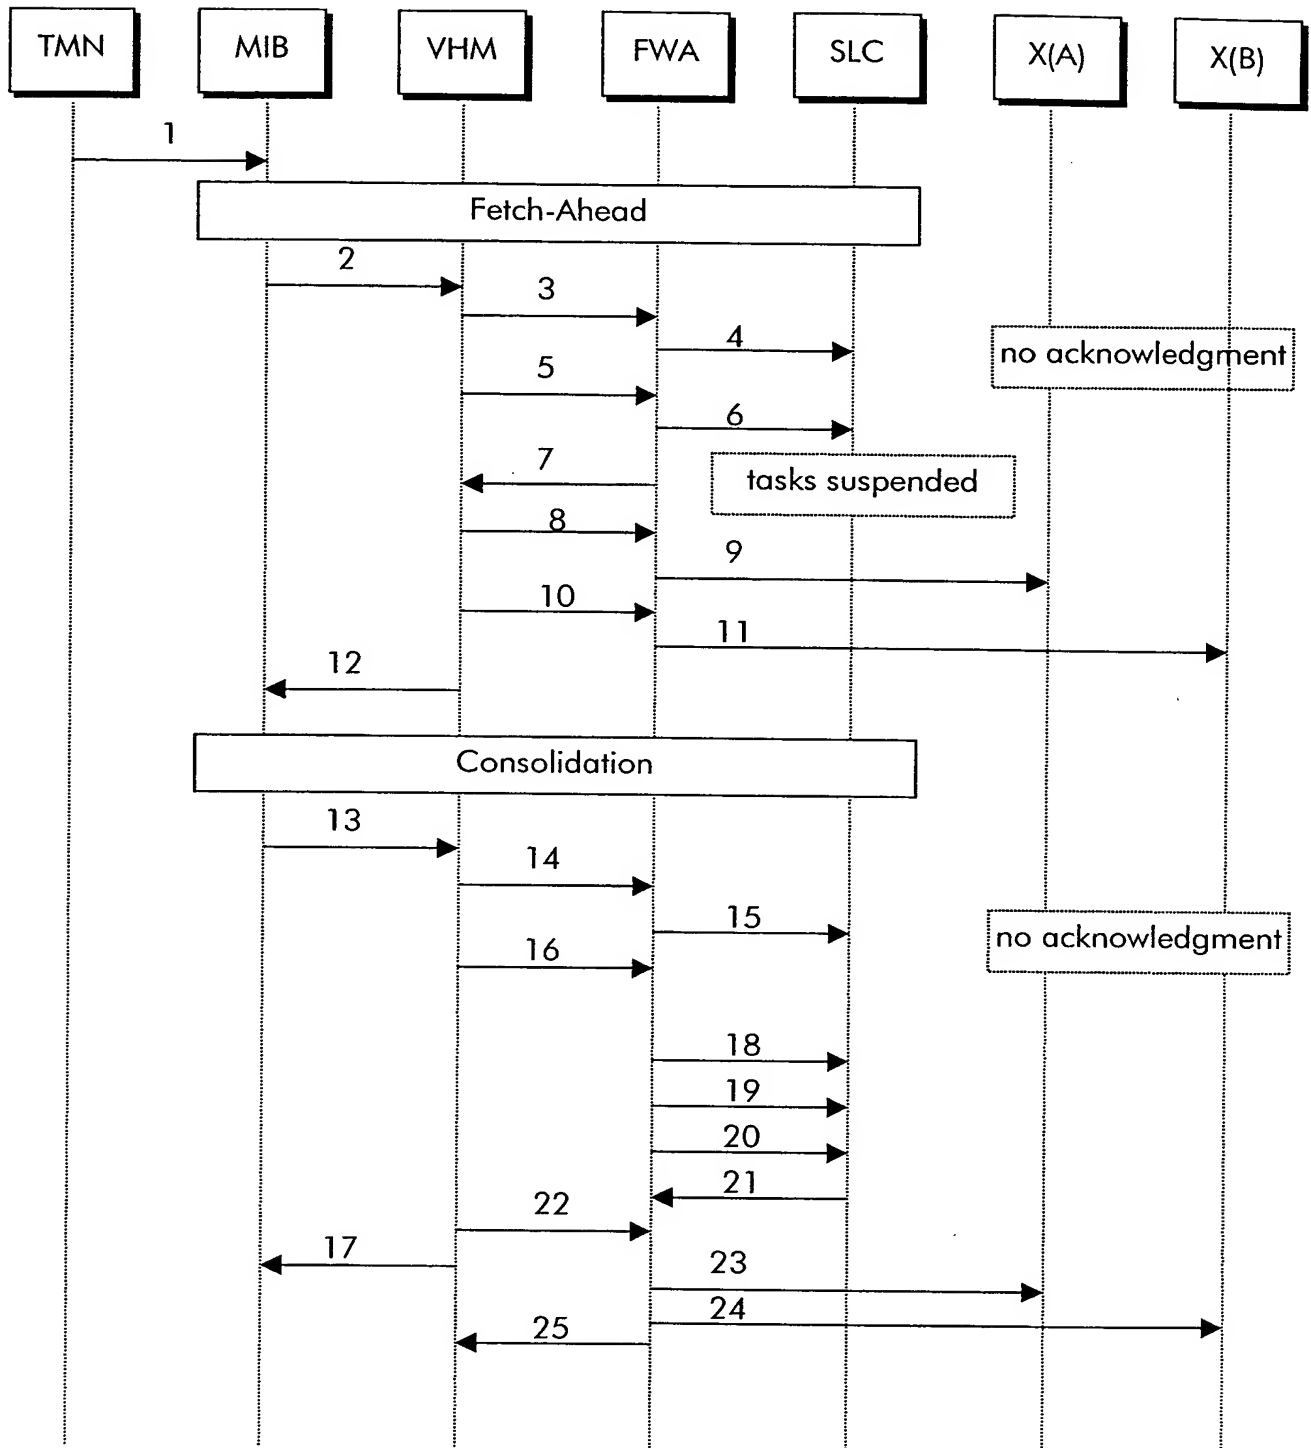 TMN
MIB
VHM
FWA
SLC
X(A)
X(B)
1
Fetch-Ahead
2
3
4
no acknowledgment
5
6
7
tasks suspended
8
9
10
11
12
Consolidation
13
14
15
no acknowledgment
16
18
19
20
21
22
17
23
24
25